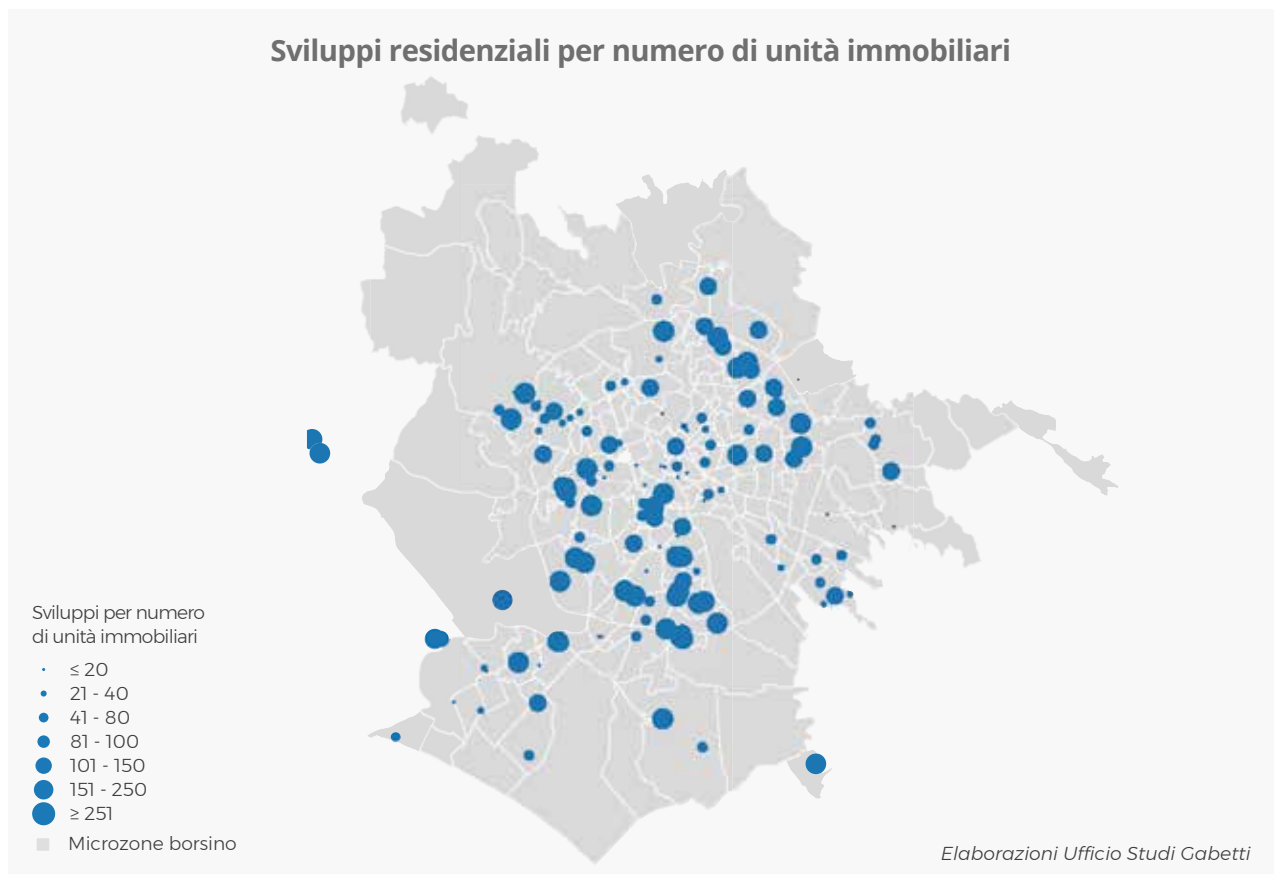 Sviluppi residenziali per numero di unità immobiliari
Sviluppi per numero
di unità immobiliari
≤ 20
21 - 40
41 - 80
81 - 100
101 - 150
151 - 250
≥ 251
Microzone borsino
Elaborazioni Ufficio Studi Gabetti